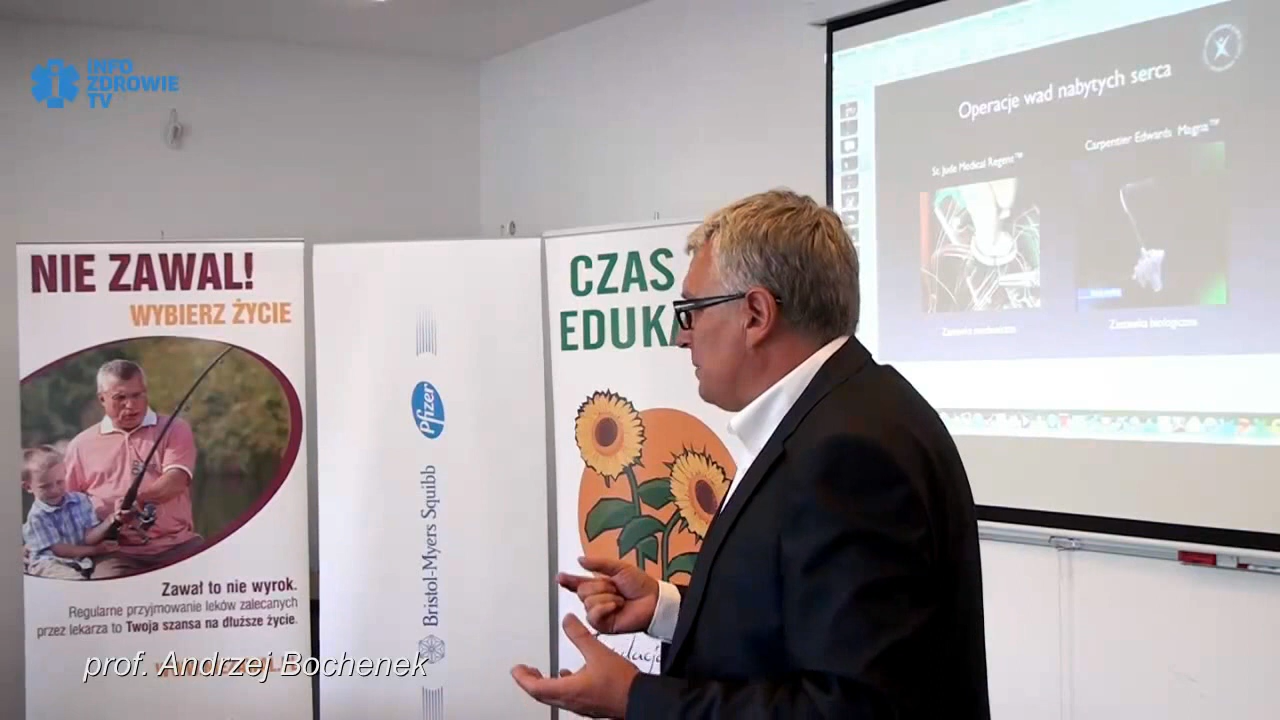 INFO
ZDROWIE
TV
Operacje wad nabytych serca
St. Jude Medical Regent™
Carpentier Edwards Magna™
Zastawka biologiczna
NIE ZAWAL!
WYBIERZ ŻYCIE
Zawał to nie wyrok.
Regularne przyjmowanie leków zalecanych
przez lekarza to Twoja szansa na dłuższe życie.
Pfizer
Bristol-Myers Squibb
CZAS
EDUKA
prof. Andrzej Bochenek